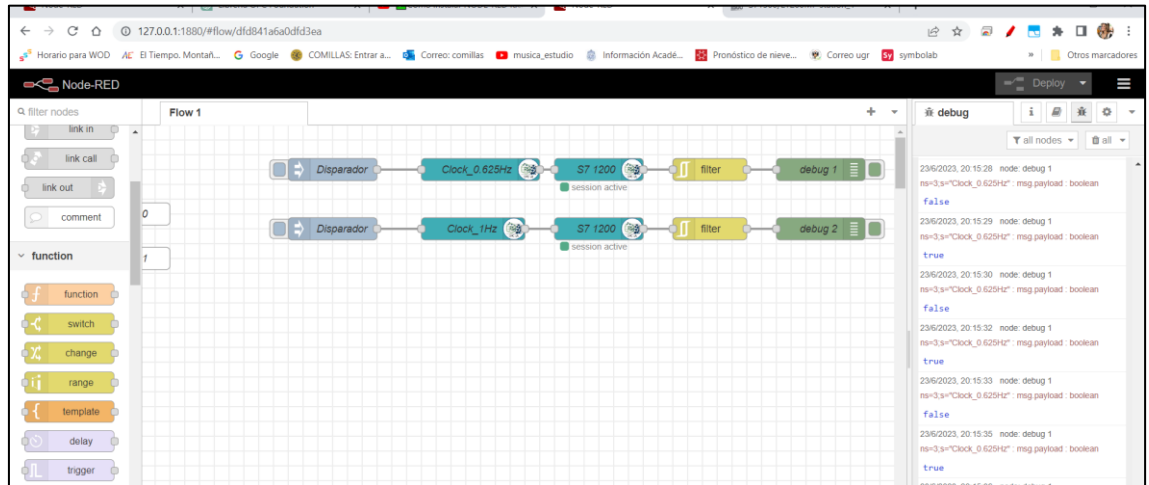 127.0.0.1:1880/#flow/dfd841a6a0dfd3ea
Horario para WOD
El Tiempo. Montañ...
Google
COMILLAS: Entrar a...
Correo: comillas
musica_estudio
Información Acadé...
Pronóstico de nieve...
Correo ugr
symbolab
»
Otros marcadores
Node-RED
Deploy
filter nodes
Flow 1
debug
i
all nodes
all
link in
link call
link out
comment
function
function
switch
change
range
template
delay
trigger
0
1
Disparador
Clock_0.625Hz
S7 1200
filter
debug 1
session active
Disparador
Clock_1Hz
S7 1200
filter
debug 2
session active
23/6/2023, 20:15:28 node: debug 1
ns=3;s="Clock_0.625Hz" : msg.payload : boolean
false
23/6/2023, 20:15:29 node: debug 1
ns=3;s="Clock_0.625Hz" : msg.payload : boolean
true
23/6/2023, 20:15:30 node: debug 1
ns=3;s="Clock_0.625Hz" : msg.payload : boolean
false
23/6/2023, 20:15:32 node: debug 1
ns=3;s="Clock_0.625Hz" : msg.payload : boolean
true
23/6/2023, 20:15:33 node: debug 1
ns=3;s="Clock_0.625Hz" : msg.payload : boolean
false
23/6/2023, 20:15:35 node: debug 1
ns=3;s="Clock_0.625Hz" : msg.payload : boolean
true